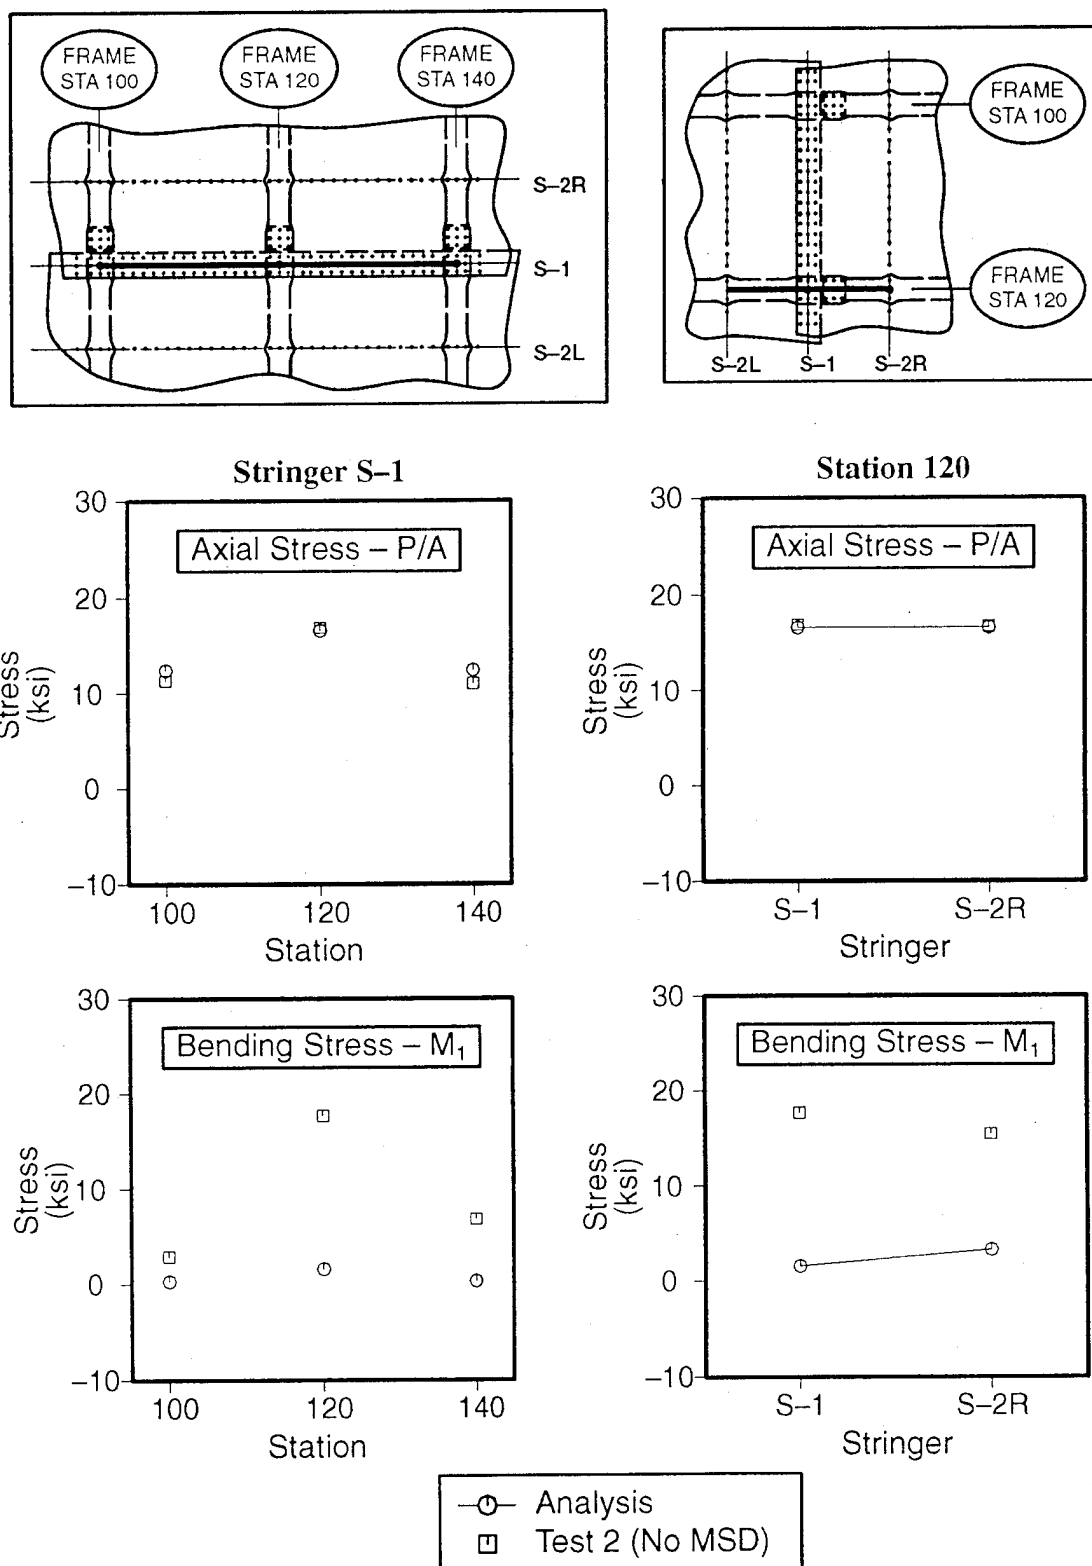 FRAME
STA 100
FRAME
STA 120
FRAME
STA 140
S–2R
S–1
S–2L
FRAME
STA 100
FRAME
STA 120
S–2L
S–1
S–2R
Stringer S–1
30
20
10
0
–10
Stress
(ksi)
Axial Stress – P/A
100
120
140
Station
Station 120
30
20
10
0
–10
Stress
(ksi)
Axial Stress – P/A
S–1
S–2R
Stringer
30
20
10
0
–10
Stress
(ksi)
Bending Stress – M₁
100
120
140
Station
30
20
10
0
–10
Stress
(ksi)
Bending Stress – M₁
S–1
S–2R
Stringer
Analysis
Test 2 (No MSD)